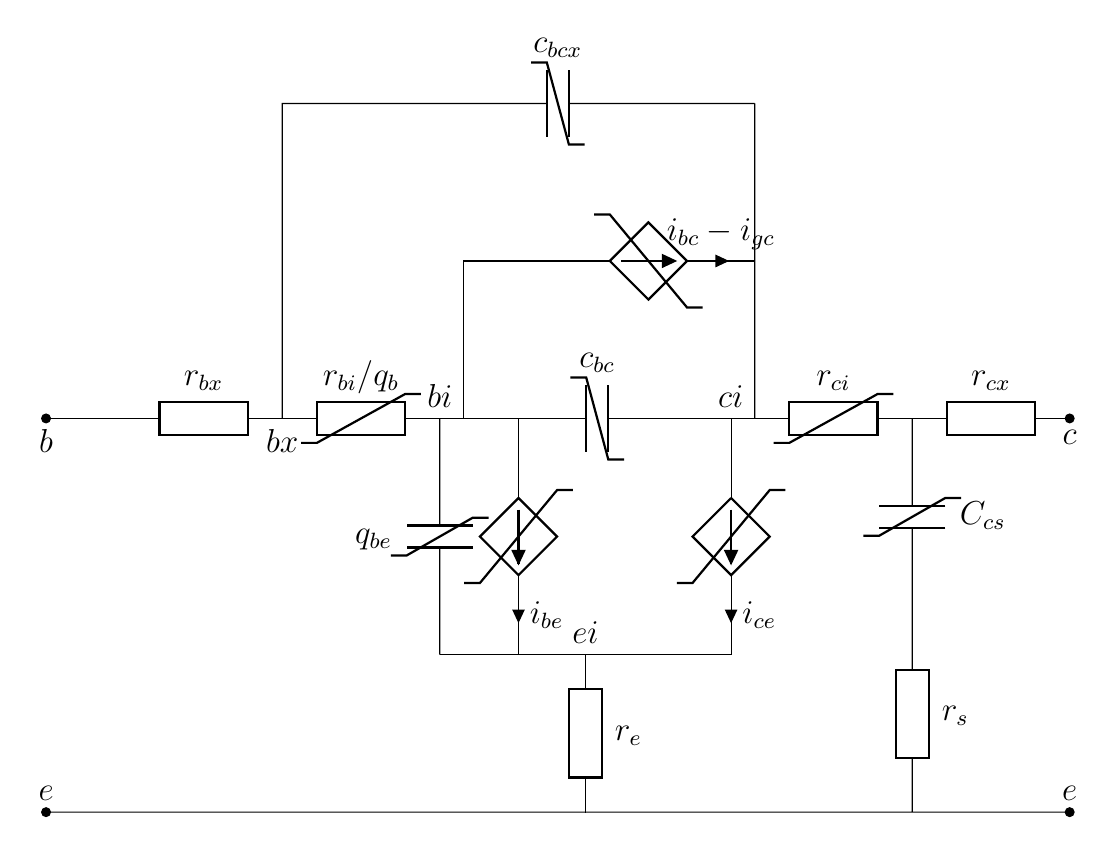 c_{bcx}
i_{bc} − i_{gc}
c_{bc}
r_{bx}
r_{bi}/q_b
bi
ci
r_{ci}
r_{cx}
b
bx
c
q_{be}
C_{cs}
i_{be}
i_{ce}
ei
r_e
r_s
e
e